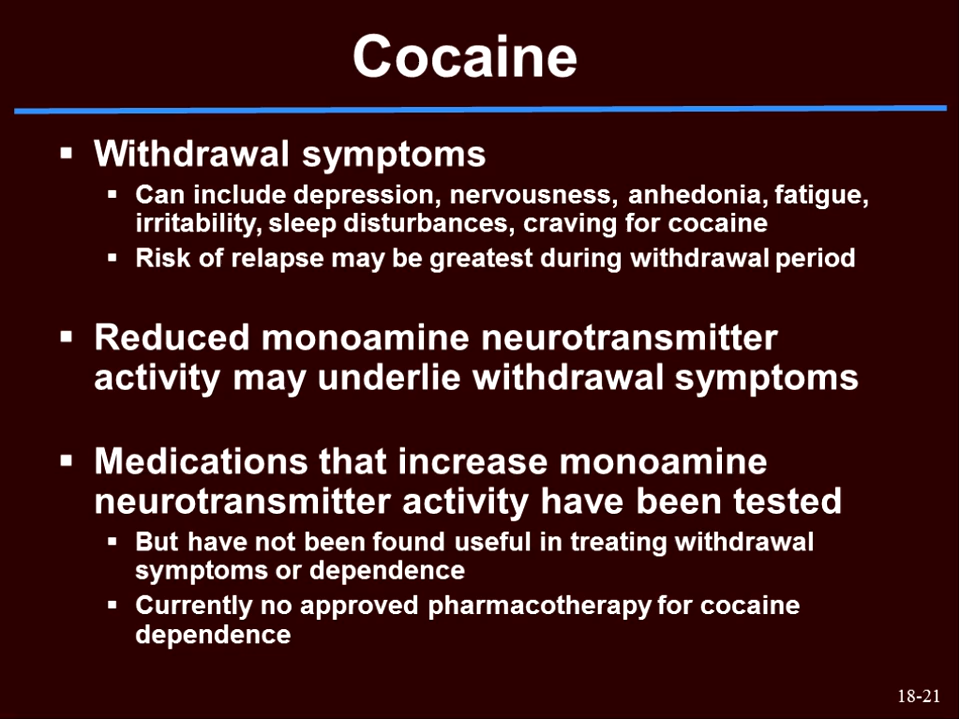 Cocaine
▪ Withdrawal symptoms
▪ Can include depression, nervousness, anhedonia, fatigue,
irritability, sleep disturbances, craving for cocaine
▪ Risk of relapse may be greatest during withdrawal period
▪ Reduced monoamine neurotransmitter
activity may underlie withdrawal symptoms
▪ Medications that increase monoamine
neurotransmitter activity have been tested
▪ But have not been found useful in treating withdrawal
symptoms or dependence
▪ Currently no approved pharmacotherapy for cocaine
dependence
18-21